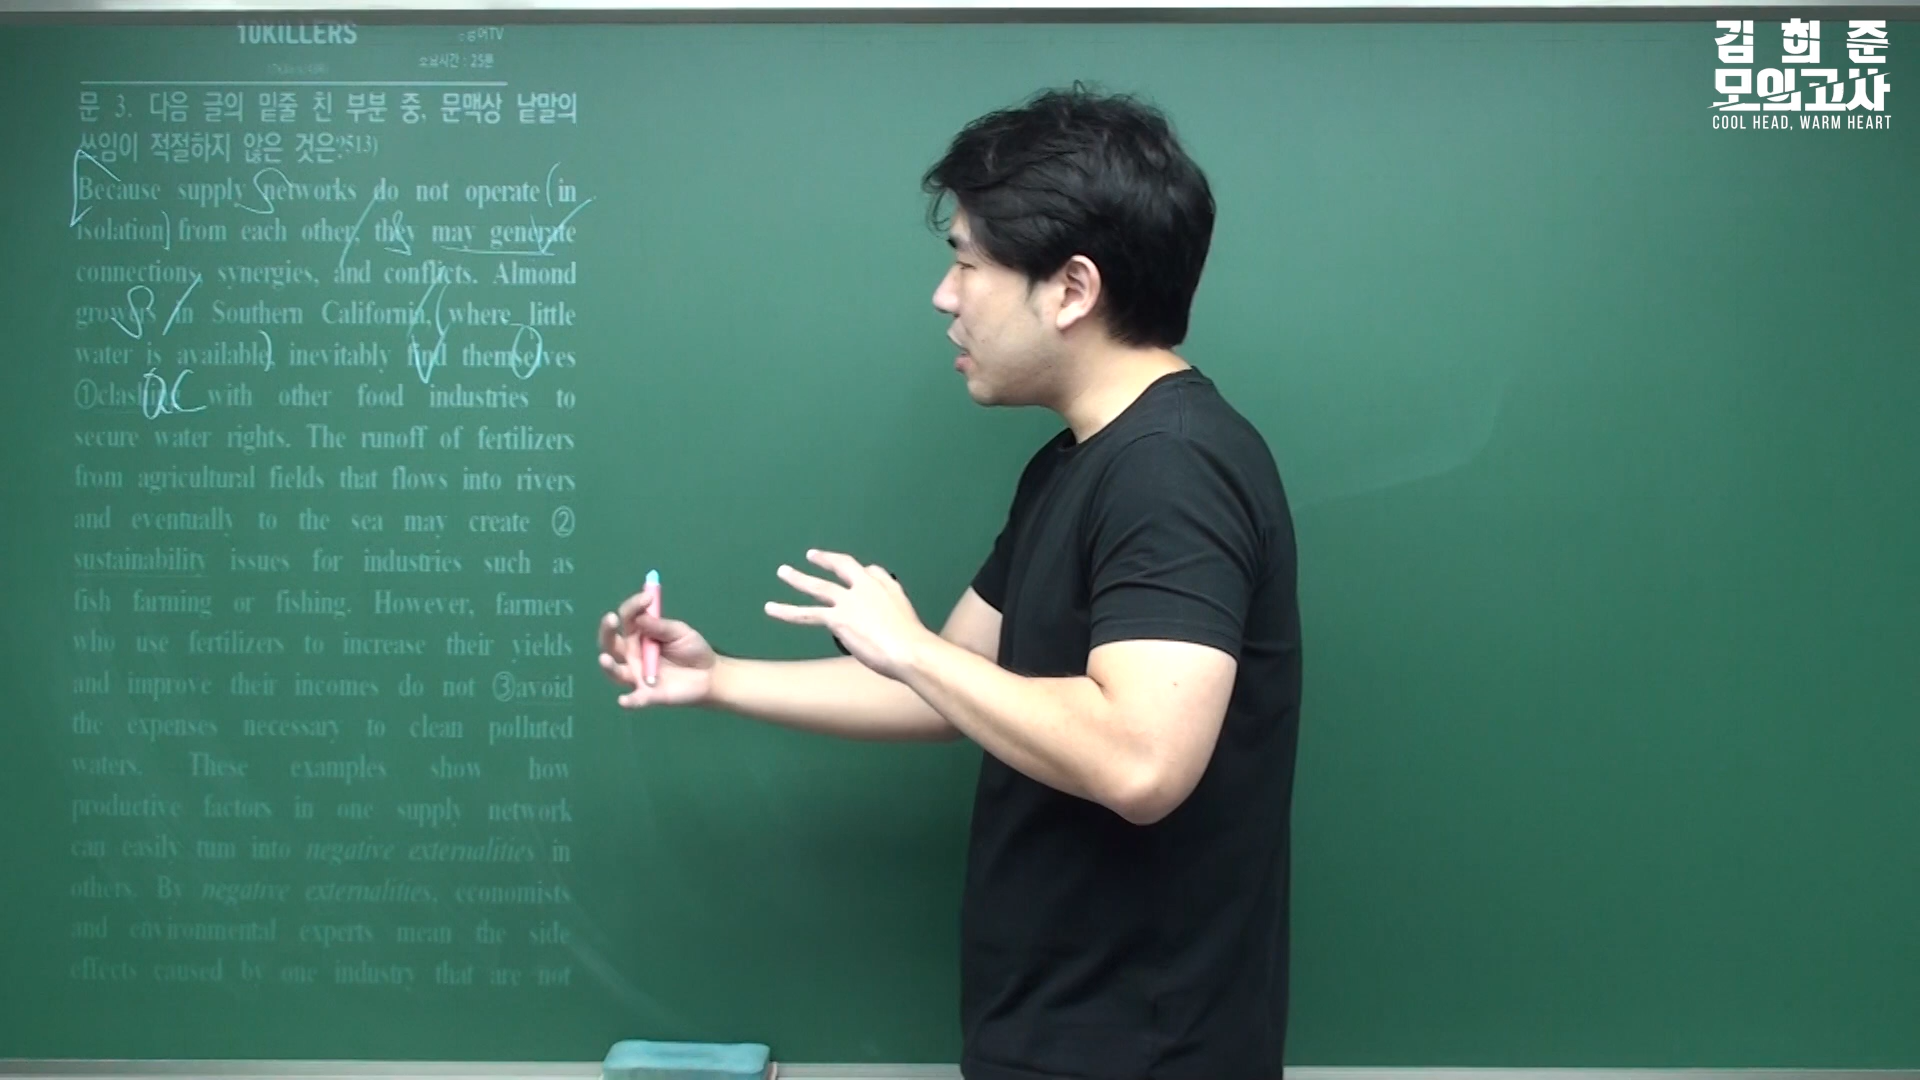 10KILLERS
소요시간 : 25분
문 3. 다음 글의 밑줄 친 부분 중, 문맥상 낱말의
쓰임이 적절하지 않은 것은?
Because supply networks do not operate (in
isolation) from each other, they may generate
connections, synergies, and conflicts. Almond
growers in Southern California, (where little
water is available), inevitably find themselves
①clashing with other food industries to
secure water rights. The runoff of fertilizers
from agricultural fields that flows into rivers
and eventually to the sea may create ②
sustainability issues for industries such as
fish farming or fishing. However, farmers
who use fertilizers to increase their yields
and improve their incomes do not ③avoid
the expenses necessary to clean polluted
waters. These examples show how
productive factors in one supply network
can easily turn into negative externalities in
others. By negative externalities, economists
and environmental experts mean the side
effects caused by one industry that are not
S
S
S
V
O
OC
김희준
모의고사
COOL HEAD, WARM HEART